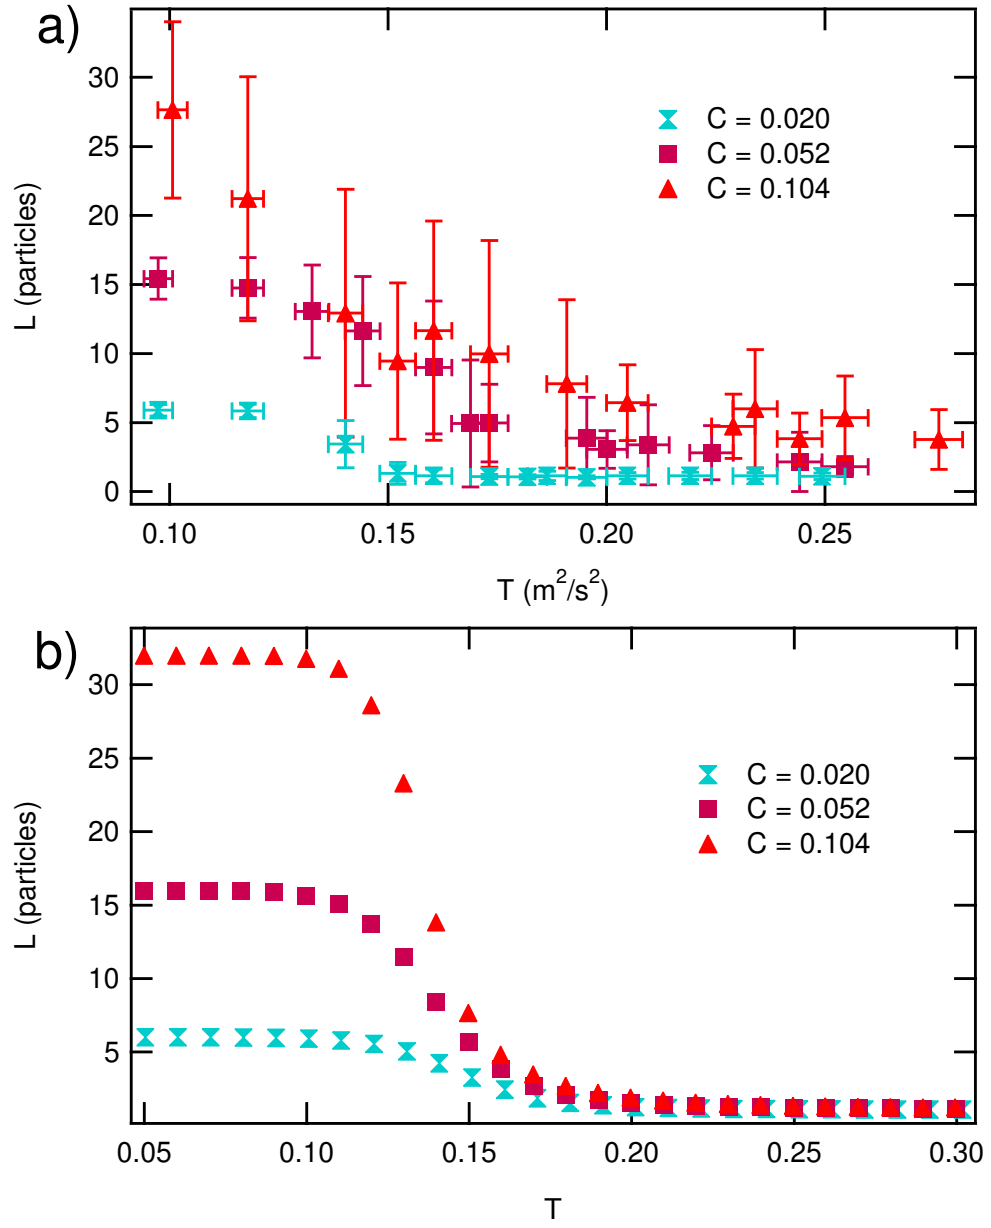 a)
30
25
20
15
10
5
0
L (particles)
C = 0.020
C = 0.052
C = 0.104
0.10 0.15 0.20 0.25
T (m²/s²)
b)
30
25
20
15
10
5
L (particles)
C = 0.020
C = 0.052
C = 0.104
0.05 0.10 0.15 0.20 0.25 0.30
T